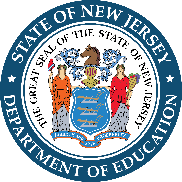 STATE OF NEW JERSEY
THE GREAT SEAL OF THE STATE OF NEW JERSEY
DEPARTMENT OF EDUCATION